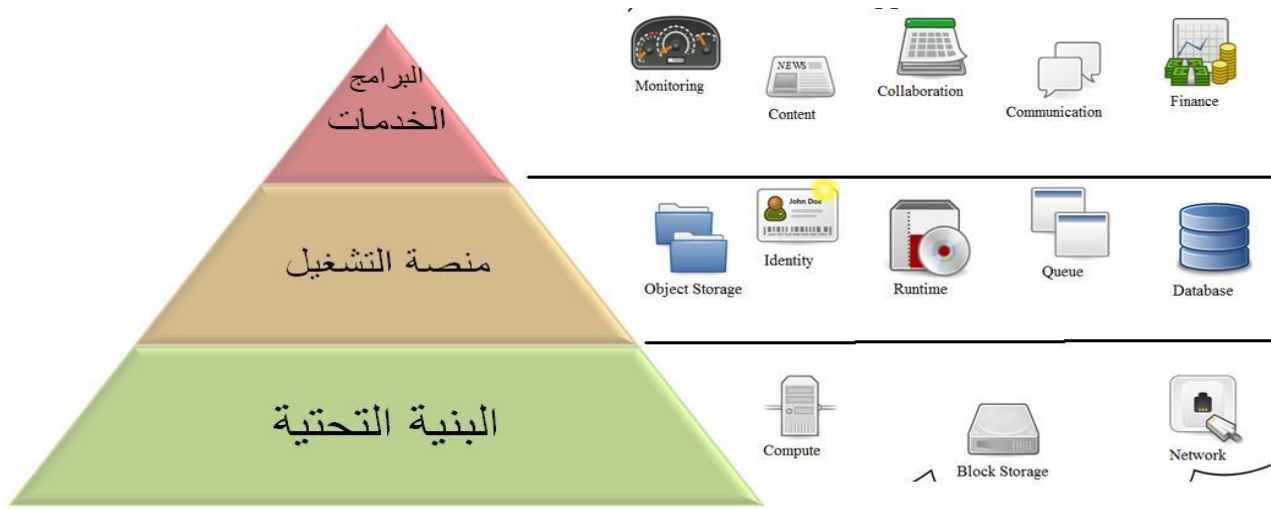 البرامج
الخدمات
Monitoring
NEWS
Content
Collaboration
Communication
Finance
منصة التشغيل
Object Storage
John Doe
Identity
Runtime
Queue
Database
البنية التحتية
Compute
Block Storage
Network